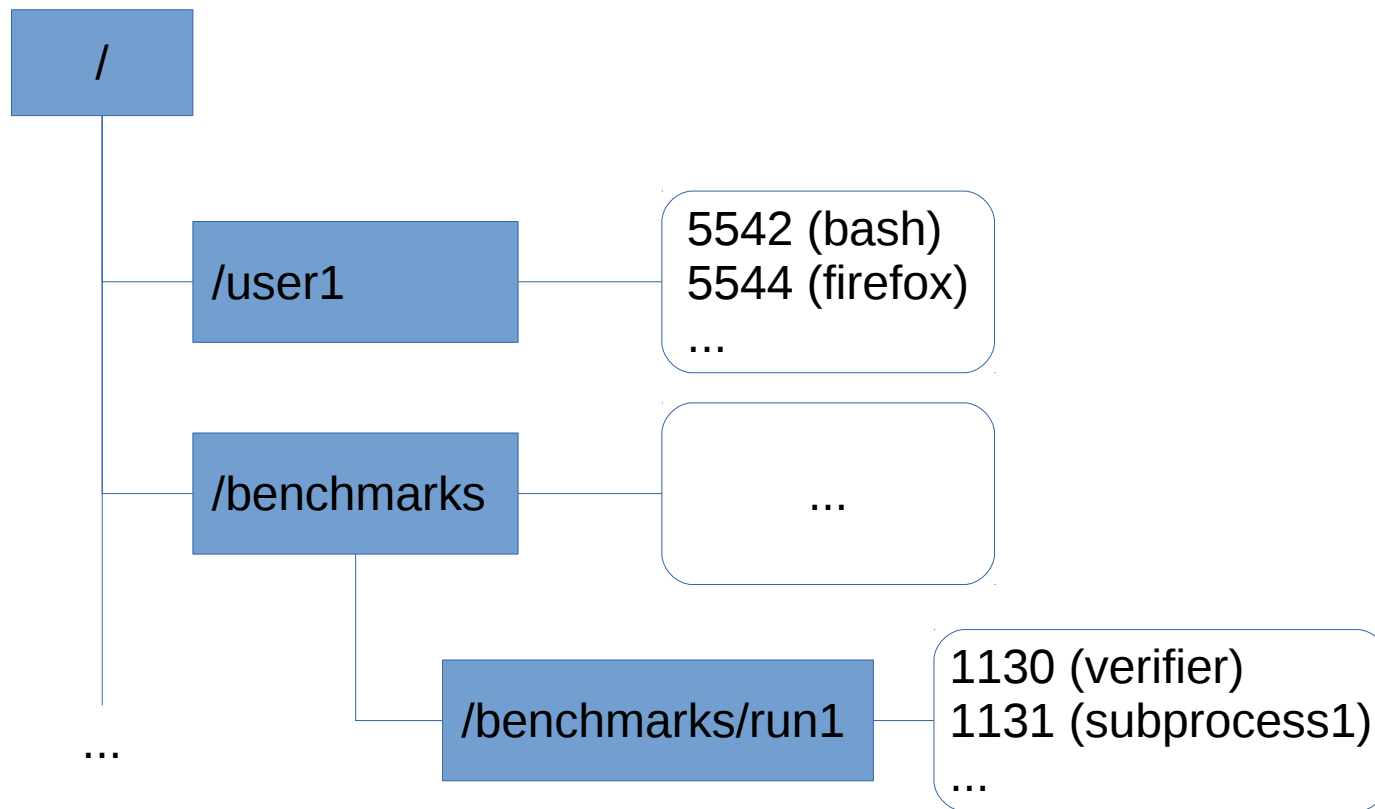 /
/user1
5542 (bash)
5544 (firefox)
...
/benchmarks
...
/benchmarks/run1
1130 (verifier)
1131 (subprocess1)
...
...